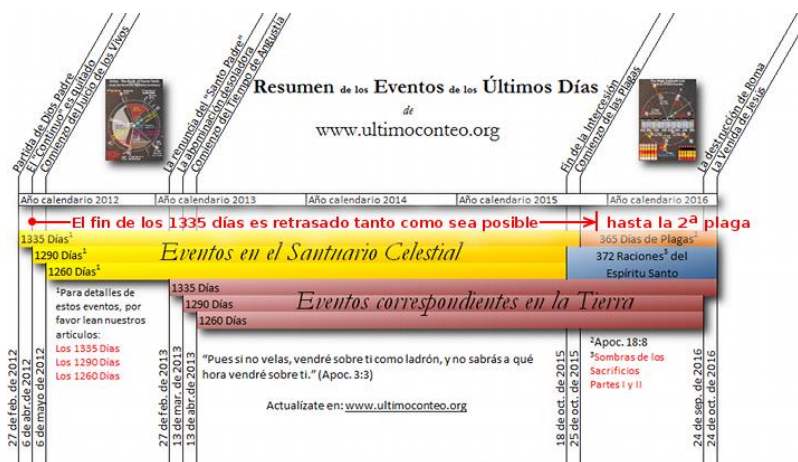 Partida de Dios Padre
El "Continuo" es quitado
Comienzo del Juicio de los Vivos
La renuncia del "Santo Padre"
La abominación desoladora
Comienzo del Tiempo de Angustia
Resumen de los Eventos de los Últimos Días
de
www.ultimoconteo.org
Fin de la Intercesión
Comienzo de las Plagas
La destrucción de Roma
La Venida de Jesús
Año calendario 2012
Año calendario 2013
Año calendario 2014
Año calendario 2015
Año calendario 2016
El fin de los 1335 días es retrasado tanto como sea posible
hasta la 2ª plaga
1335 Días¹
1290 Días¹
1260 Días¹
Eventos en el Santuario Celestial
365 Días de Plagas²
372 Raciones³ del
Espíritu Santo
1335 Días
1290 Días
1260 Días
Eventos correspondientes en la Tierra
¹Para detalles de
estos eventos, por
favor lean nuestros
artículos:
Los 1335 Días
Los 1290 Días
Los 1260 Días
"Pues si no velas, vendré sobre ti como ladrón, y no sabrás a qué
hora vendré sobre ti." (Apoc. 3:3)
Actualízate en: www.ultimoconteo.org
²Apoc. 18:8
³Sombras de los
Sacrificios
Partes I y II
27 de feb. de 2012
6 de abr. de 2012
6 de mayo de 2012
27 de feb. de 2013
13 de mar. de 2013
13 de abr. de 2013
18 de oct. de 2015
25 de oct. de 2015
24 de sep. de 2016
24 de oct. de 2016